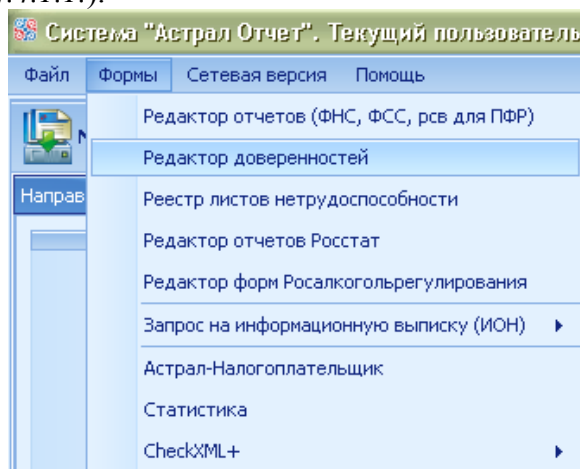 Система "Астрал Отчет". Текущий пользователь
Файл Формы Сетевая версия Помощь
Редактор отчетов (ФНС, ФСС, рсв для ПФР)
Редактор доверенностей
Направ
Реестр листов нетрудоспособности
Редактор отчетов Росстат
Редактор форм Росалкогольрегулирования
Запрос на информационную выписку (ИОН)
Астрал-Налогоплательщик
Статистика
CheckXML+